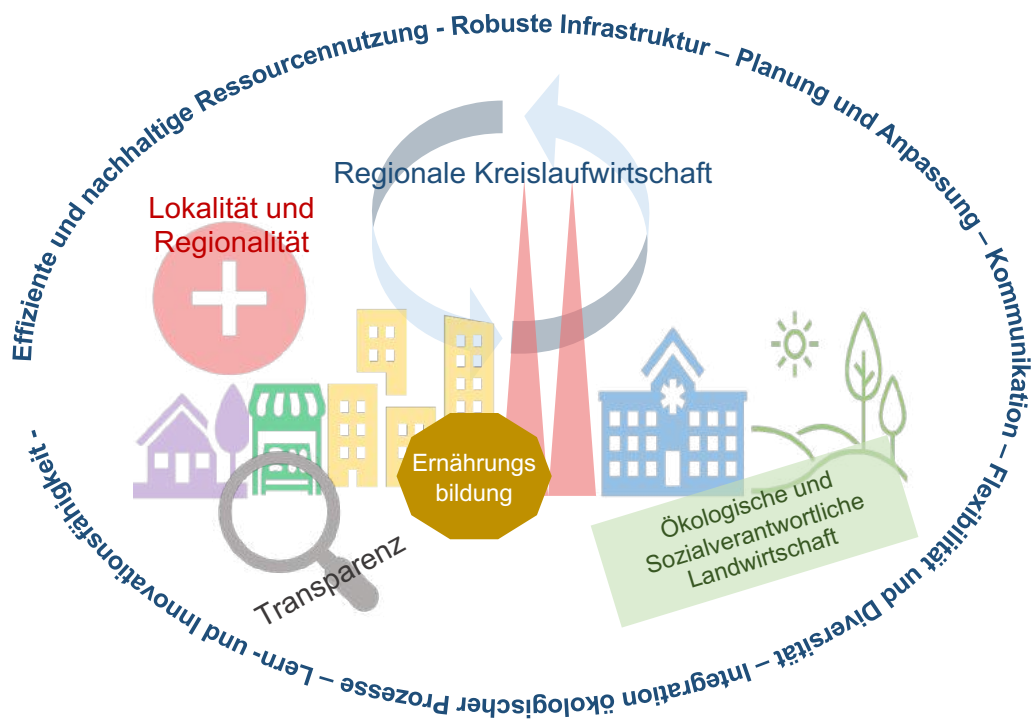 Effiziente und nachhaltige Ressourcennutzung - Robuste Infrastruktur – Planung und Anpassung – Kommunikation – Flexibilität und Diversität – Integration ökologischer Prozesse – Lern- und Innovationsfähigkeit -
Regionale Kreislaufwirtschaft
Lokalität und
Regionalität
Ernährungs
bildung
Ökologische und
Sozialverantwortliche
Landwirtschaft
Transparenz